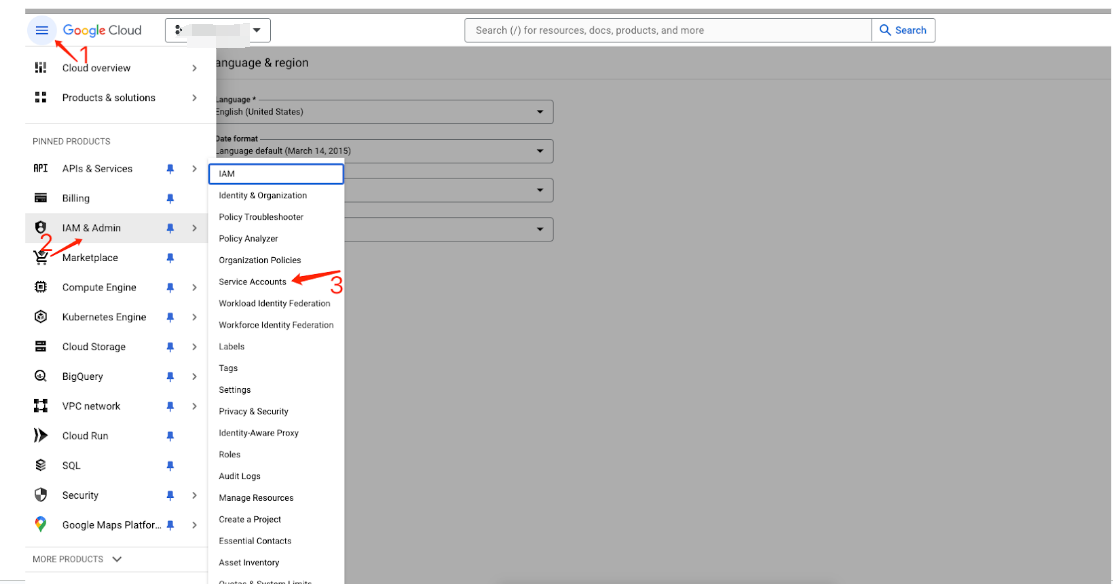 Google Cloud
Search (/) for resources, docs, products, and more
Search
1
Cloud overview
Products & solutions
PINNED PRODUCTS
API APIs & Services
Billing
IAM & Admin
2
Marketplace
Compute Engine
Kubernetes Engine
Cloud Storage
BigQuery
VPC network
Cloud Run
SQL
Security
Google Maps Platfor...
MORE PRODUCTS
anguage & region
Language *
English (United States)
Date format
Language default (March 14, 2015)
IAM
Identity & Organization
Policy Troubleshooter
Policy Analyzer
Organization Policies
Service Accounts
3
Workload Identity Federation
Workforce Identity Federation
Labels
Tags
Settings
Privacy & Security
Identity-Aware Proxy
Roles
Audit Logs
Manage Resources
Create a Project
Essential Contacts
Asset Inventory
Quotas & System Limits